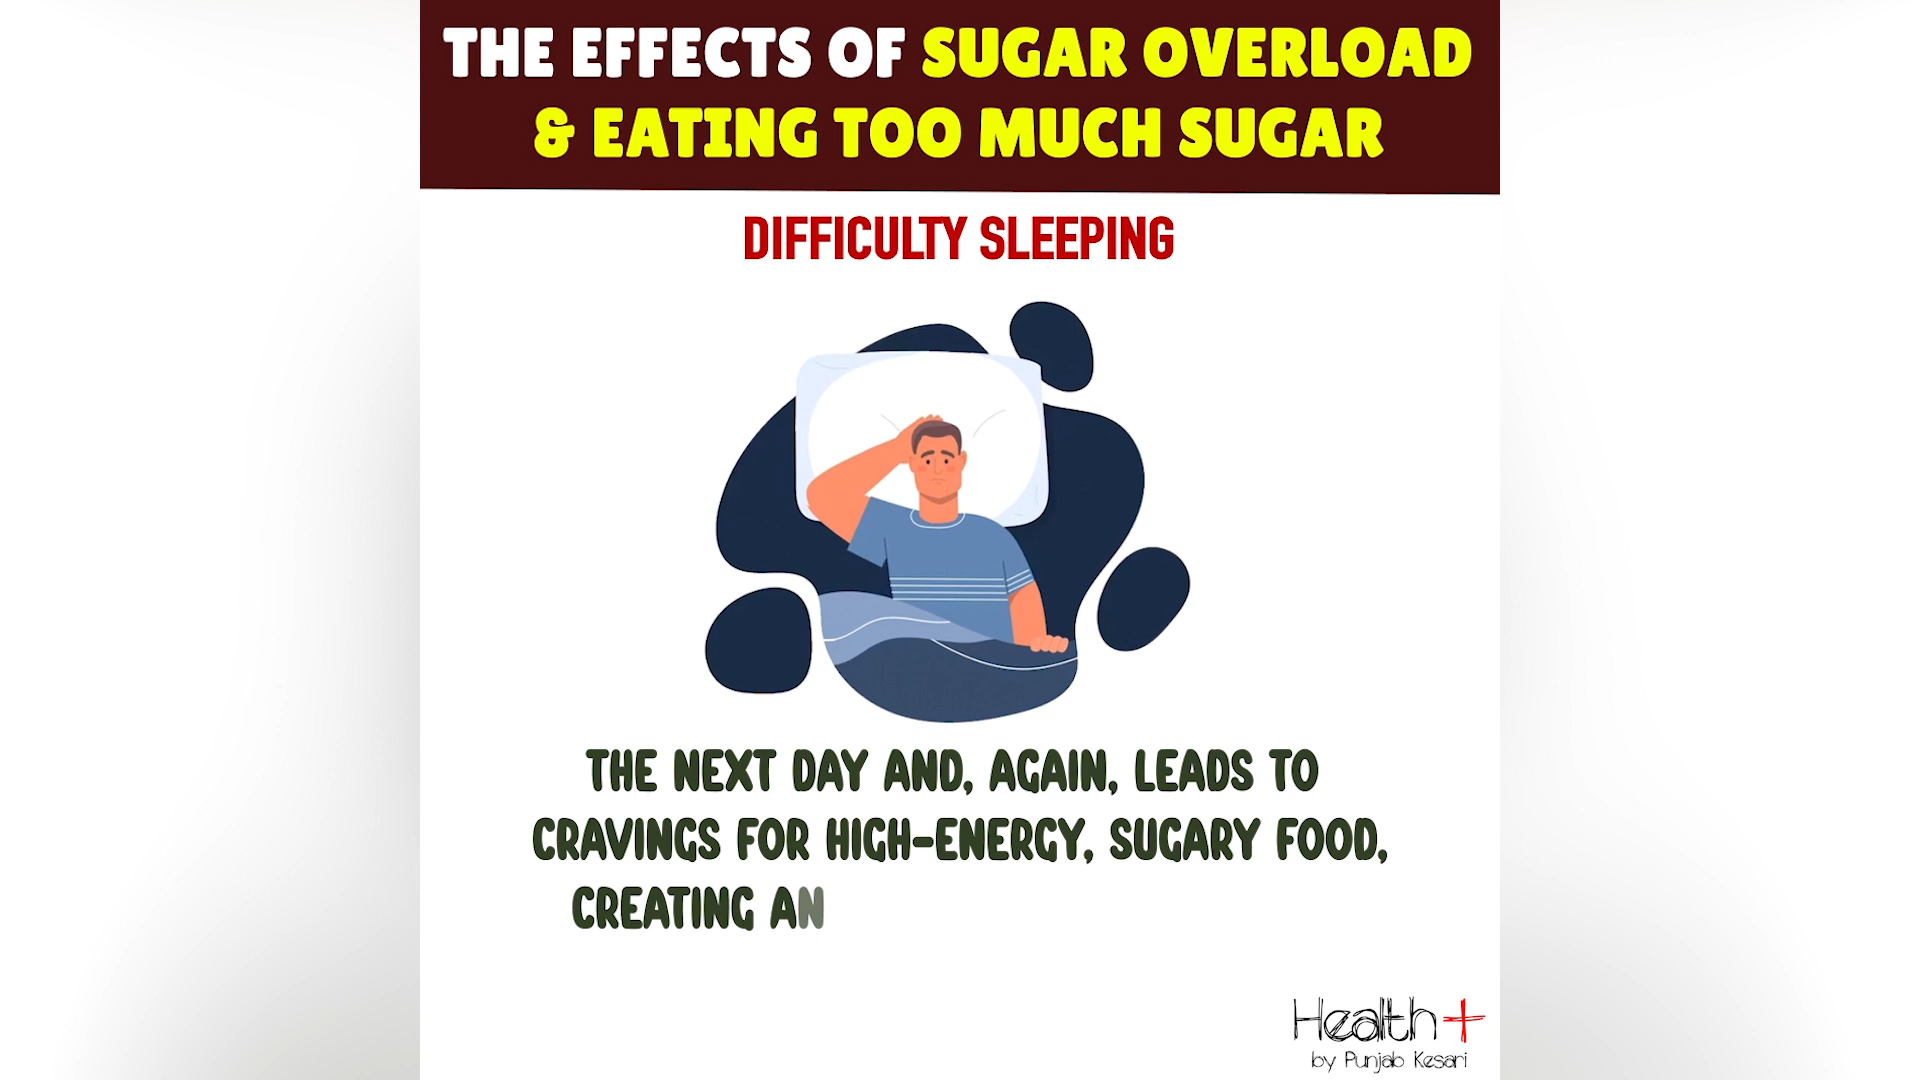 THE EFFECTS OF SUGAR OVERLOAD
& EATING TOO MUCH SUGAR
DIFFICULTY SLEEPING
THE NEXT DAY AND, AGAIN, LEADS TO
CRAVINGS FOR HIGH-ENERGY, SUGARY FOOD,
CREATING AN
Health+
by Punjab Kesari